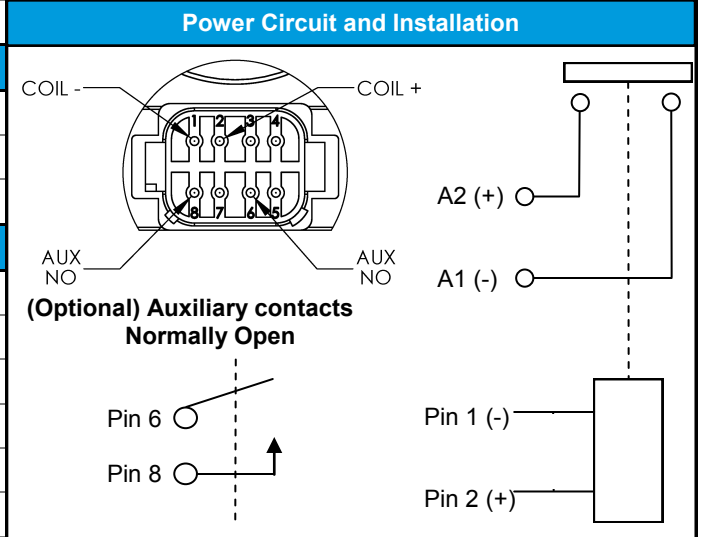 Power Circuit and Installation
COIL -
COIL +
1 2 3 4
8 7 6 5
AUX
NO
AUX
NO
(Optional) Auxiliary contacts
Normally Open
Pin 6
Pin 8
A2 (+)
A1 (-)
Pin 1 (-)
Pin 2 (+)